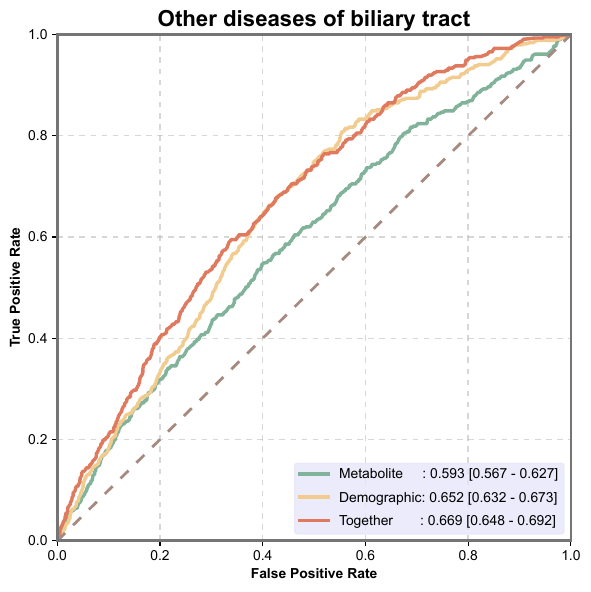 Other diseases of biliary tract
1.0
0.8
0.6
0.4
0.2
0.0
True Positive Rate
Metabolite : 0.593 [0.567 - 0.627]
Demographic: 0.652 [0.632 - 0.673]
Together : 0.669 [0.648 - 0.692]
0.0 0.2 0.4 0.6 0.8 1.0
False Positive Rate